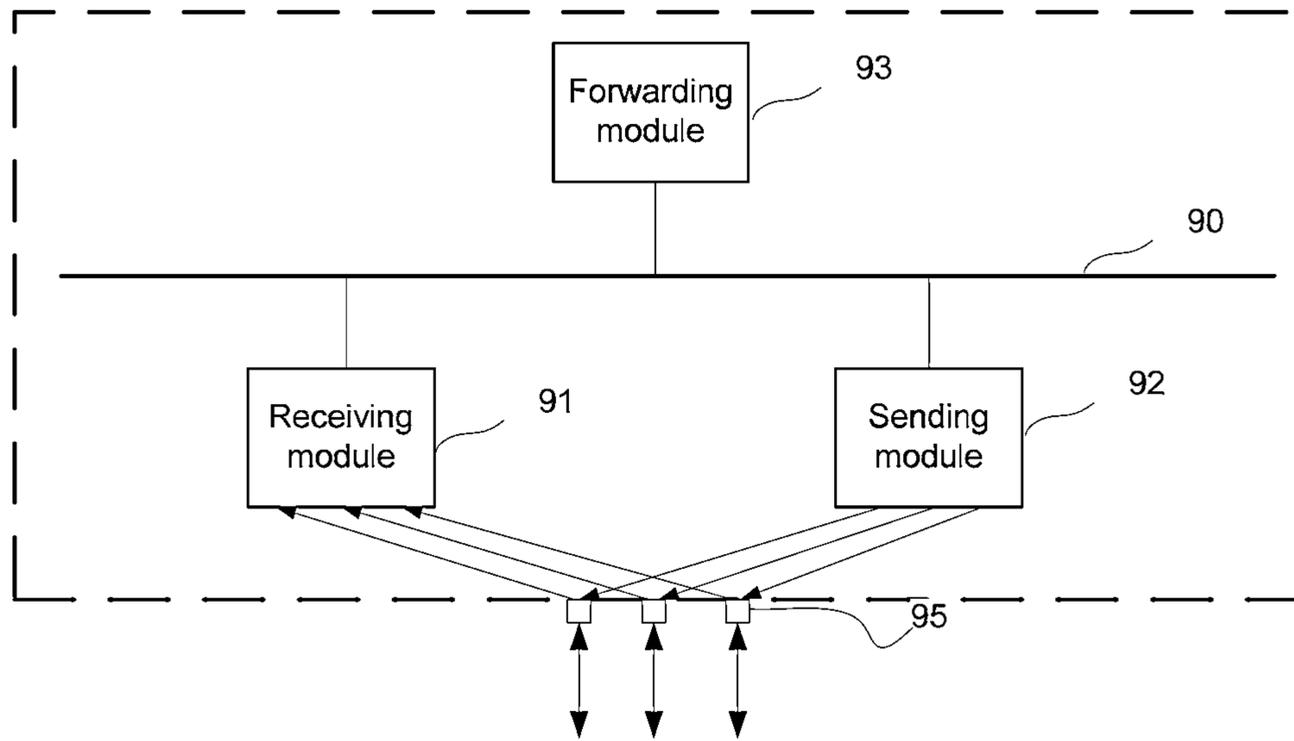 Forwarding
module
93
90
Receiving
module
91
Sending
module
92
95